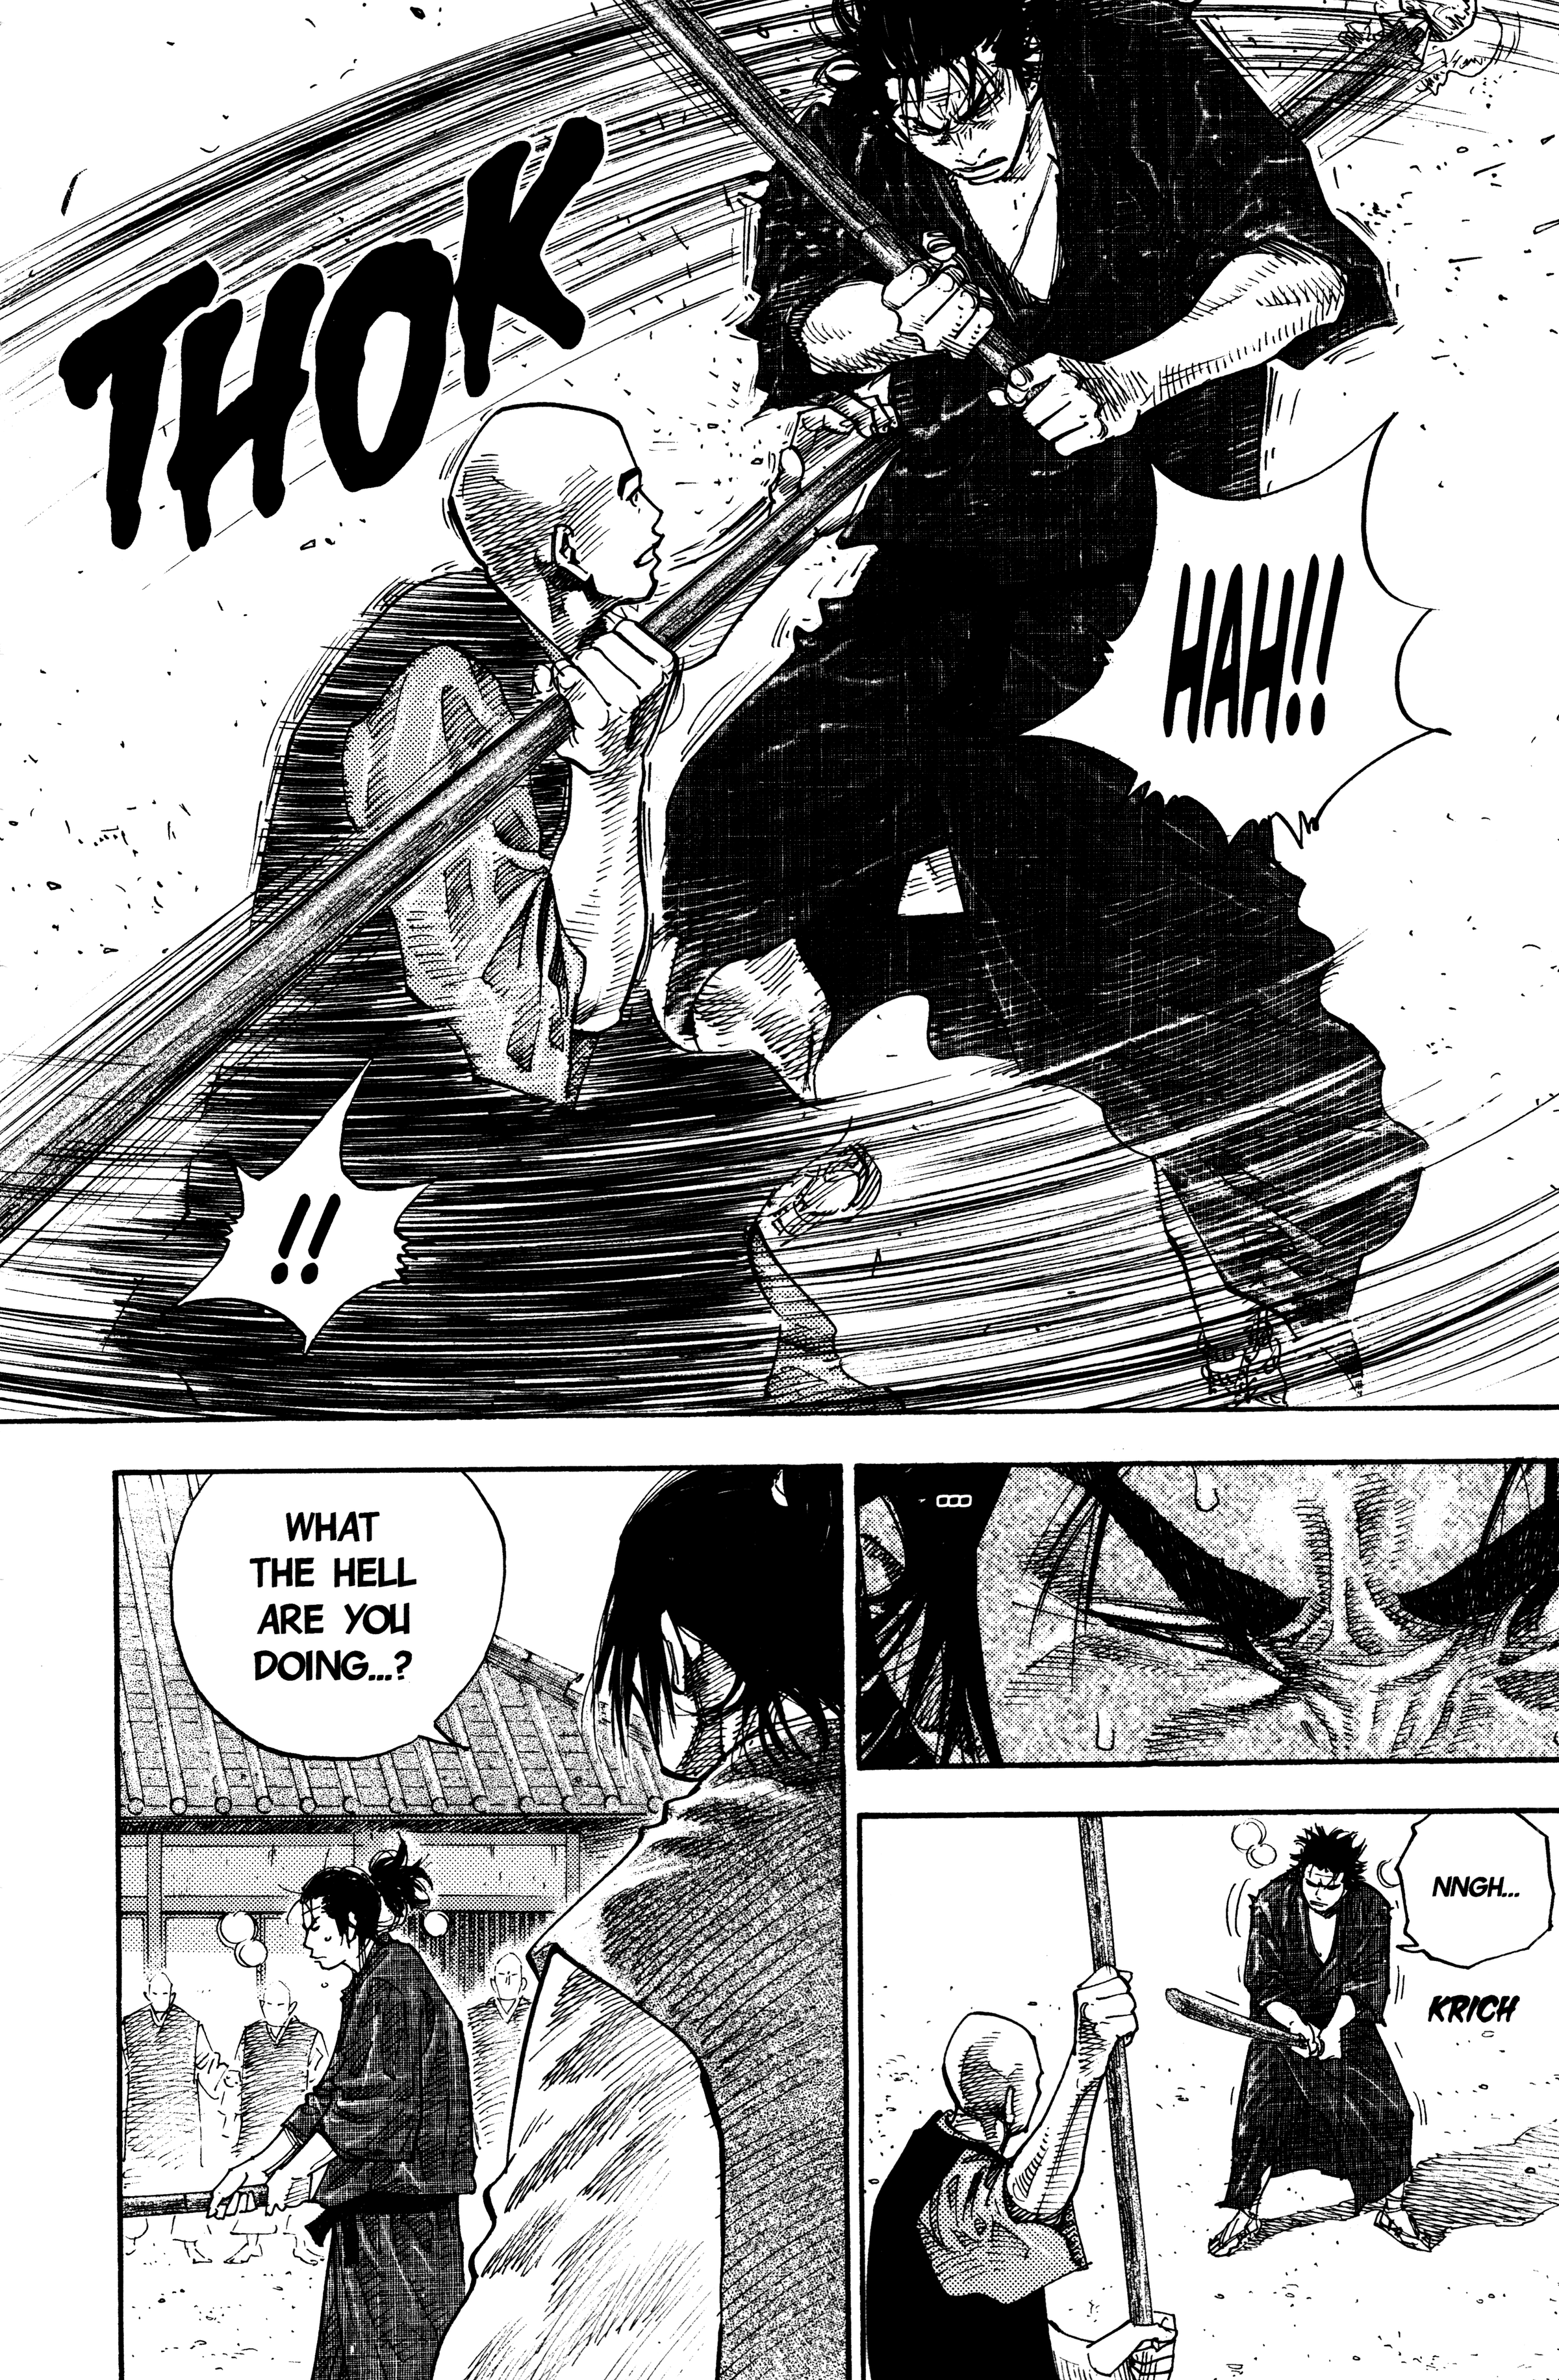 THOK
HAH!!
!!
NNGH...
KRICH
WHAT
THE HELL
ARE YOU
DOING...?